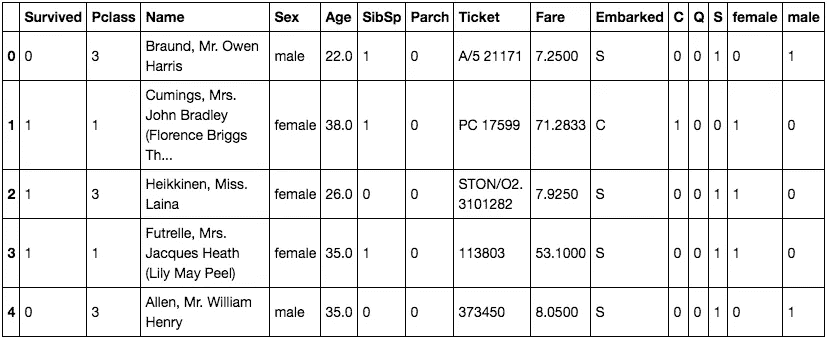 Survived Pclass Name Sex Age SibSp Parch Ticket Fare Embarked C Q S female male
0 0 3 Braund, Mr. Owen Harris male 22.0 1 0 A/5 21171 7.2500 S 0 0 1 0 1
1 1 1 Cumings, Mrs. John Bradley (Florence Briggs Th... female 38.0 1 0 PC 17599 71.2833 C 1 0 0 1 0
2 1 3 Heikkinen, Miss. Laina female 26.0 0 0 STON/O2. 3101282 7.9250 S 0 0 1 1 0
3 1 1 Futrelle, Mrs. Jacques Heath (Lily May Peel) female 35.0 1 0 113803 53.1000 S 0 0 1 1 0
4 0 3 Allen, Mr. William Henry male 35.0 0 0 373450 8.0500 S 0 0 1 0 1